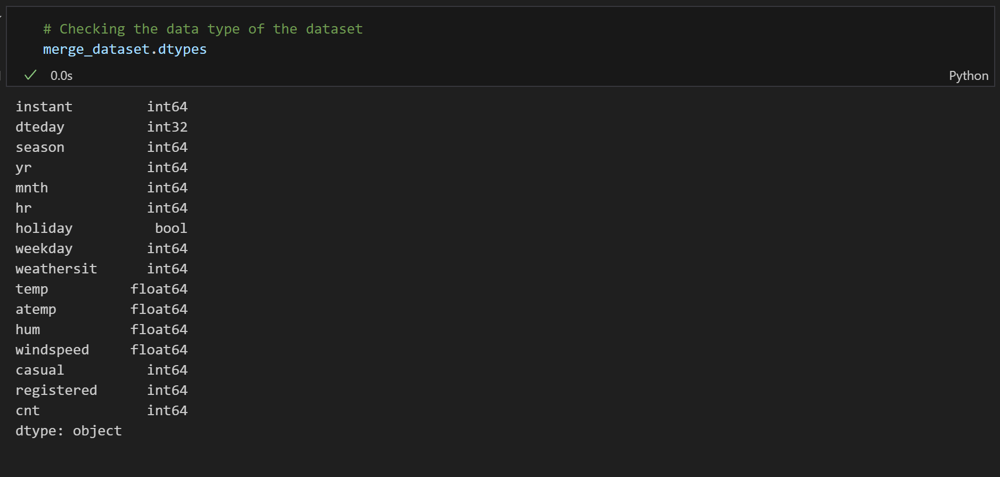 # Checking the data type of the dataset
merge_dataset.dtypes
0.0s
Python
instant int64
dteday int32
season int64
yr int64
mnth int64
hr int64
holiday bool
weekday int64
weathersit int64
temp float64
atemp float64
hum float64
windspeed float64
casual int64
registered int64
cnt int64
dtype: object